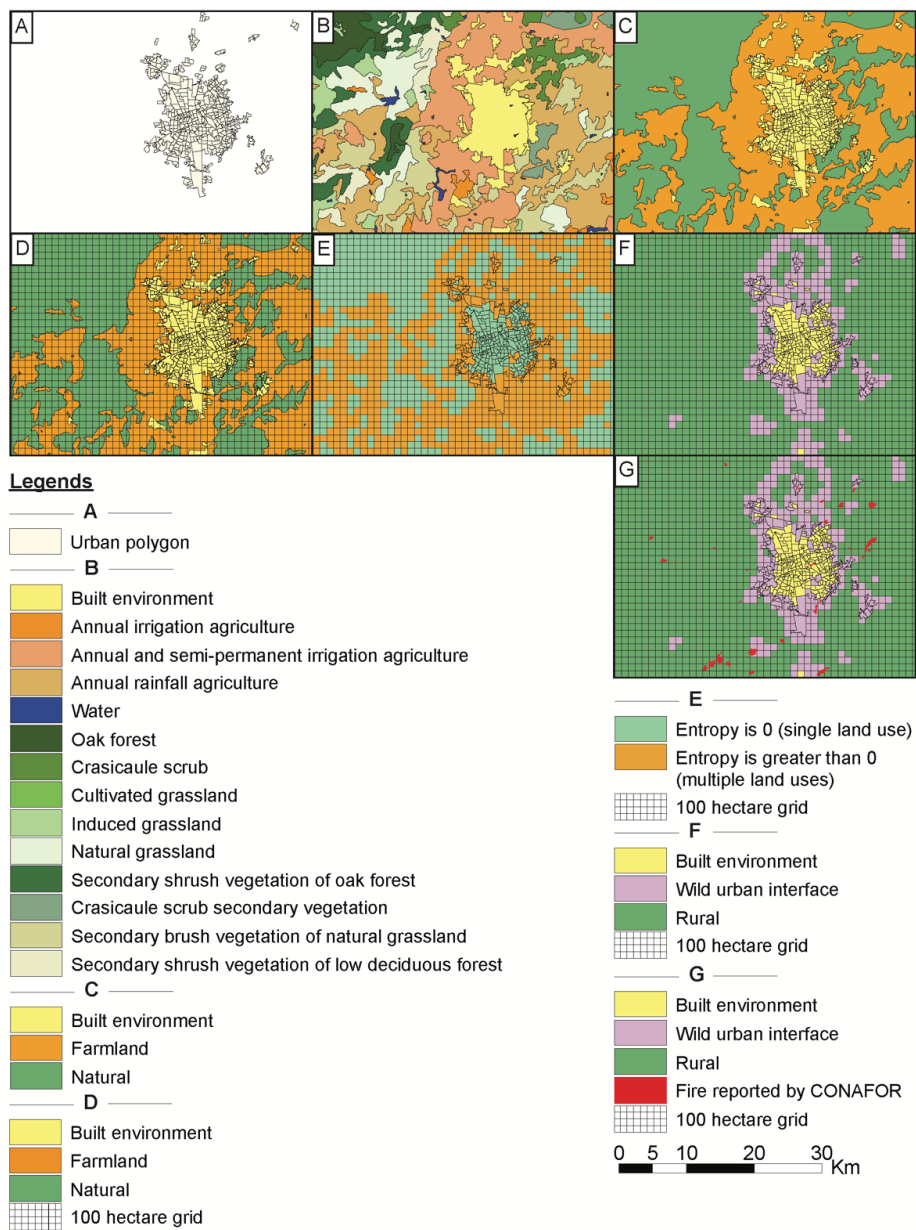 A
B
C
D
E
F
G
Legends
A
Urban polygon
B
Built environment
Annual irrigation agriculture
Annual and semi-permanent irrigation agriculture
Annual rainfall agriculture
Water
Oak forest
Crasicaule scrub
Cultivated grassland
Induced grassland
Natural grassland
Secondary shrush vegetation of oak forest
Crasicaule scrub secondary vegetation
Secondary brush vegetation of natural grassland
Secondary shrush vegetation of low deciduous forest
C
Built environment
Farmland
Natural
D
Built environment
Farmland
Natural
100 hectare grid
E
Entropy is 0 (single land use)
Entropy is greater than 0
(multiple land uses)
100 hectare grid
F
Built environment
Wild urban interface
Rural
100 hectare grid
G
Built environment
Wild urban interface
Rural
Fire reported by CONAFOR
100 hectare grid
0 5 10 20 30
Km